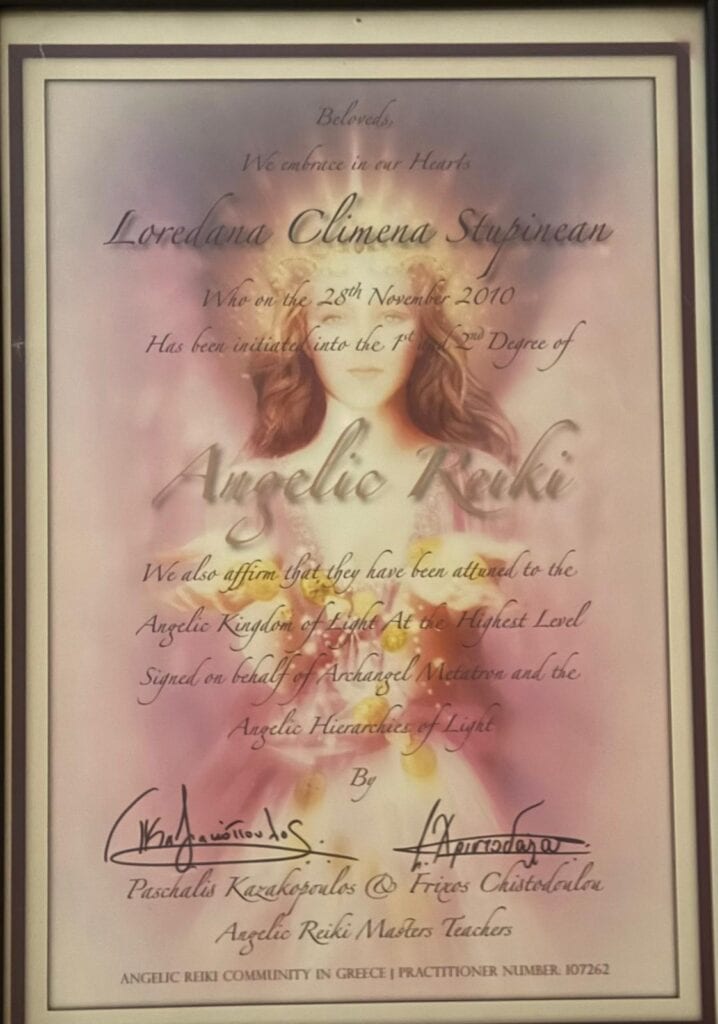 Beloveds,
We embrace in our Hearts
Loredana Climena Stupinean
Who on the 28th November 2010
Has been initiated into the 1st and 2nd Degree of
Angelic Reiki
We also affirm that they have been attuned to the
Angelic Kingdom of Light At the Highest Level
Signed on behalf of Archangel Metatron and the
Angelic Hierarchies of Light
By
Paschalis Kazakopoulos @ Frixos Chistodoulou
Angelic Reiki Masters Teachers
ANGELIC REIKI COMMUNITY IN GREECE | PRACTITIONER NUMBER: 107262